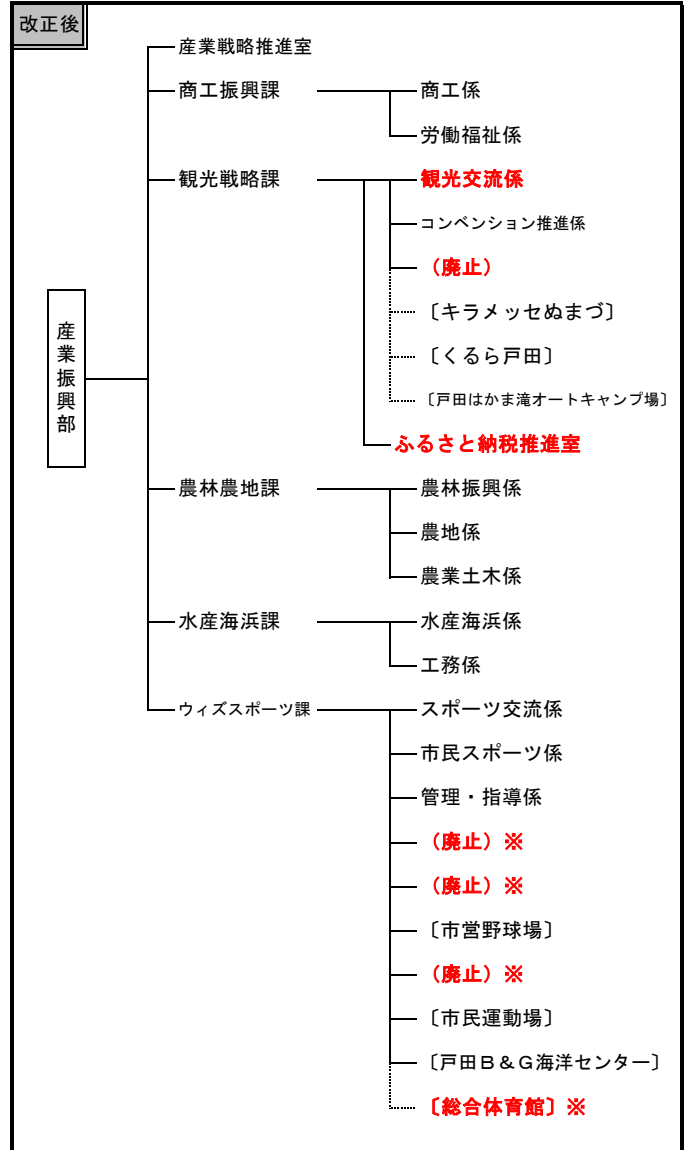 改正後
産業振興部
産業戦略推進室
商工振興課
商工係
労働福祉係
観光戦略課
観光交流係
コンベンション推進係
（廃止）
〔キラメッセぬまづ〕
〔くるら戸田〕
〔戸田はかま滝オートキャンプ場〕
ふるさと納税推進室
農林農地課
農林振興係
農地係
農業土木係
水産海浜課
水産海浜係
工務係
ウィズスポーツ課
スポーツ交流係
市民スポーツ係
管理・指導係
（廃止）※
（廃止）※
〔市営野球場〕
（廃止）※
〔市民運動場〕
〔戸田Ｂ＆Ｇ海洋センター〕
〔総合体育館〕※